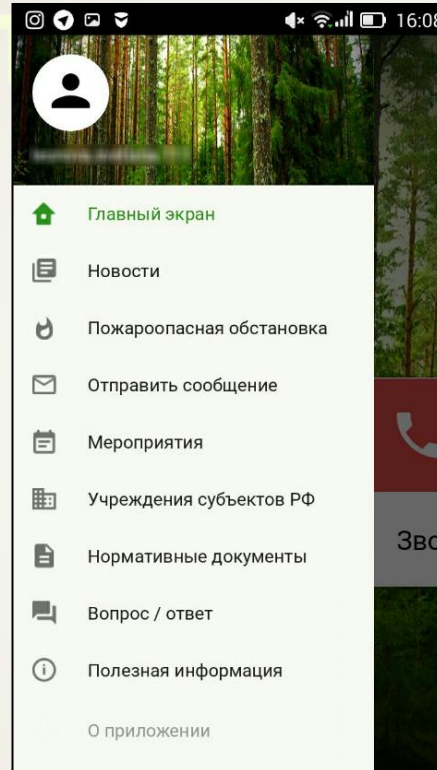 16:08
Главный экран
Новости
Пожароопасная обстановка
Отправить сообщение
Мероприятия
Учреждения субъектов РФ
Нормативные документы
Вопрос / ответ
Полезная информация
О приложении